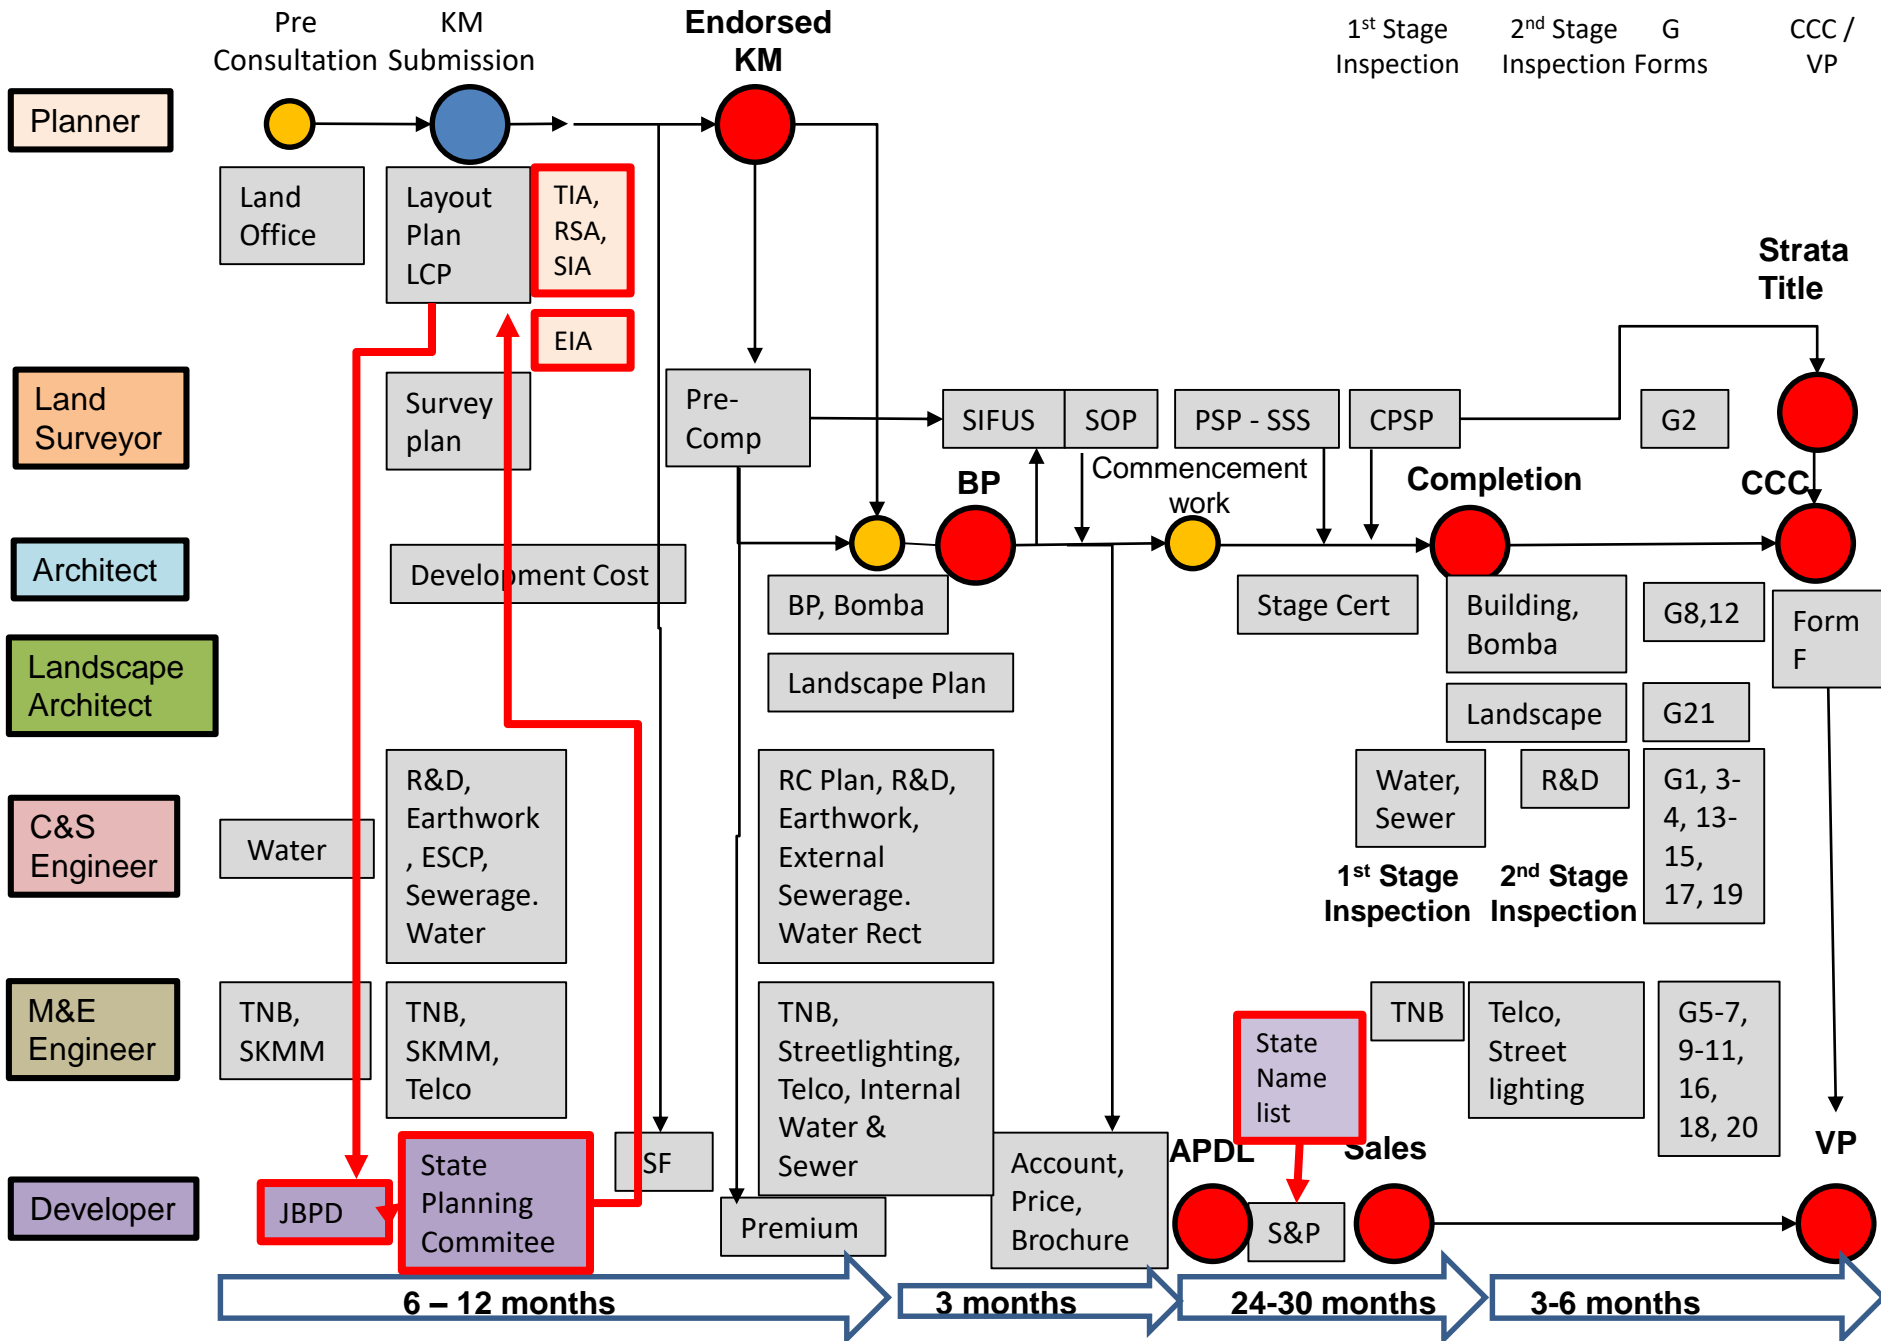 Pre
Consultation
KM
Submission
Endorsed
KM
1st Stage
Inspection
2nd Stage
Inspection
G
Forms
CCC /
VP
Planner
Land
Office
Layout
Plan
LCP
TIA,
RSA,
SIA
EIA
Strata
Title
Land
Surveyor
Survey
plan
Pre-
Comp
SIFUS
SOP
PSP - SSS
CPSP
G2
BP
Commencement
work
Completion
CCC
Architect
Development Cost
BP, Bomba
Stage Cert
Building,
Bomba
G8,12
Form
F
Landscape
Architect
Landscape Plan
Landscape
G21
C&S
Engineer
Water
R&D,
Earthwork
, ESCP,
Sewerage.
Water
RC Plan, R&D,
Earthwork,
External
Sewerage.
Water Rect
Water,
Sewer
R&D
G1, 3-
4, 13-
15,
17, 19
1st Stage
Inspection
2nd Stage
Inspection
M&E
Engineer
TNB,
SKMM
TNB,
SKMM,
Telco
TNB,
Streetlighting,
Telco, Internal
Water &
Sewer
State
Name
list
TNB
Telco,
Street
lighting
G5-7,
9-11,
16,
18, 20
Developer
JBPD
State
Planning
Commitee
SF
Premium
Account,
Price,
Brochure
APDL
S&P
Sales
VP
6 – 12 months
3 months
24-30 months
3-6 months